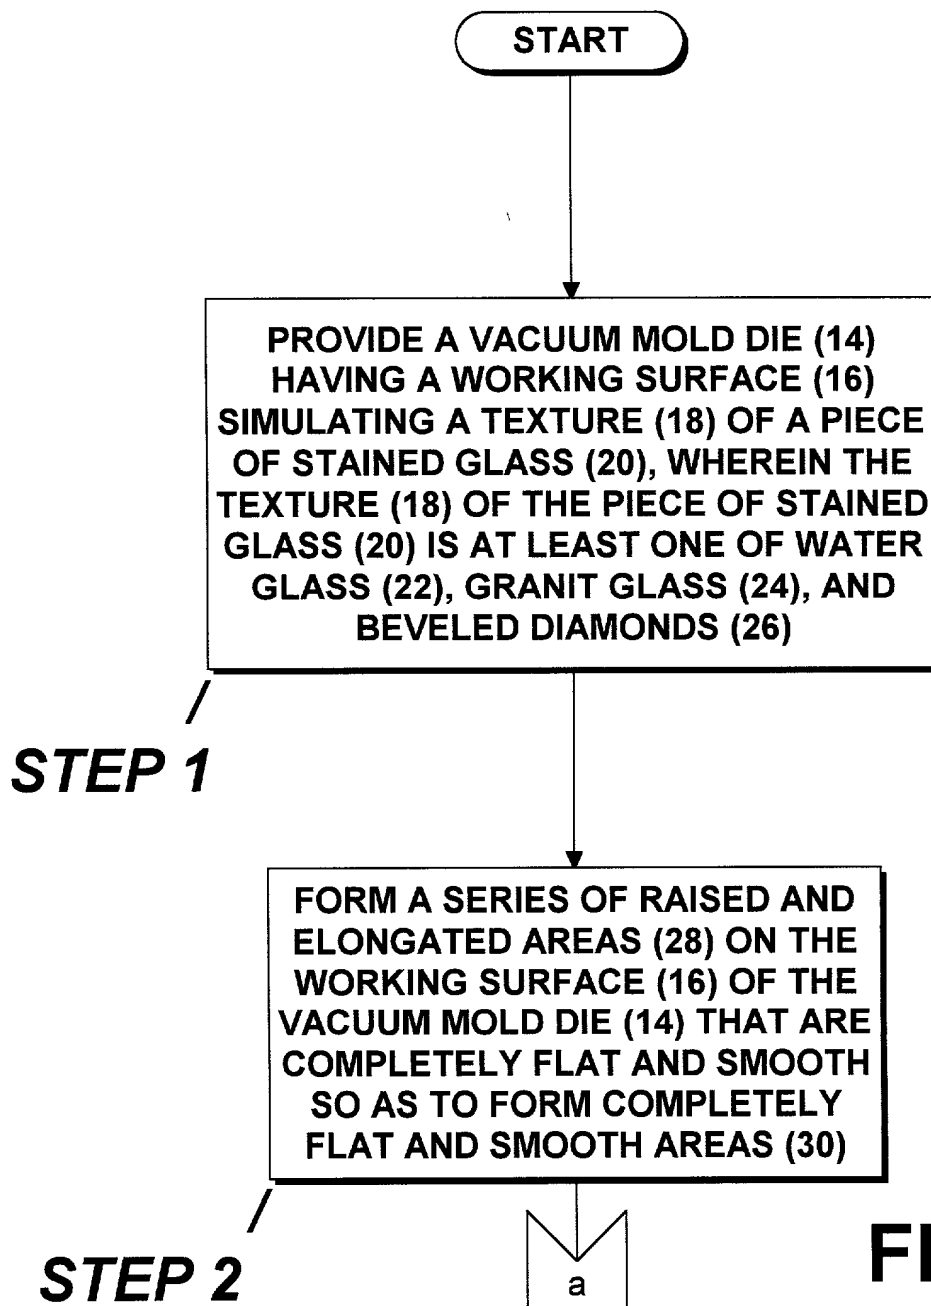 START
PROVIDE A VACUUM MOLD DIE (14)
HAVING A WORKING SURFACE (16)
SIMULATING A TEXTURE (18) OF A PIECE
OF STAINED GLASS (20), WHEREIN THE
TEXTURE (18) OF THE PIECE OF STAINED
GLASS (20) IS AT LEAST ONE OF WATER
GLASS (22), GRANIT GLASS (24), AND
BEVELED DIAMONDS (26)
STEP 1
FORM A SERIES OF RAISED AND
ELONGATED AREAS (28) ON THE
WORKING SURFACE (16) OF THE
VACUUM MOLD DIE (14) THAT ARE
COMPLETELY FLAT AND SMOOTH
SO AS TO FORM COMPLETELY
FLAT AND SMOOTH AREAS (30)
STEP 2
a